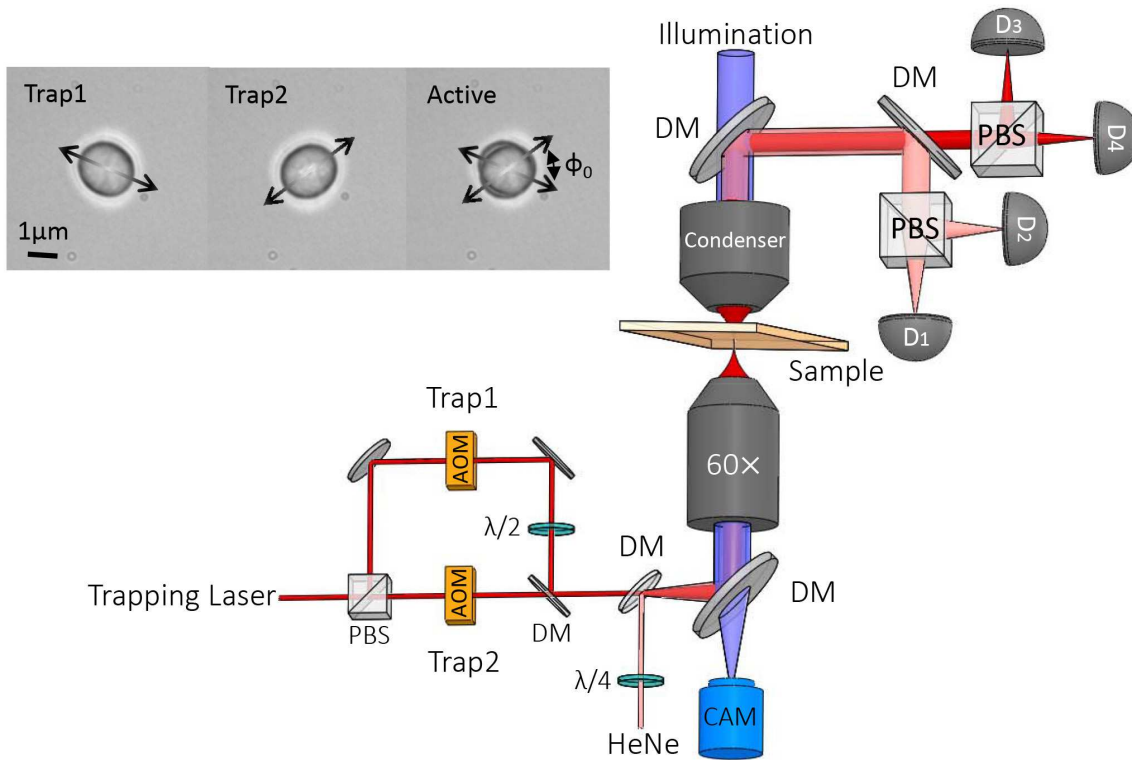 Illumination
D3
DM
DM
PBS
D4
Trap1
Trap2
Active
ϕ0
1μm
Condenser
PBS
D2
D1
Sample
Trap1
AOM
60×
λ/2
DM
Trapping Laser
AOM
DM
PBS
DM
Trap2
λ/4
CAM
HeNe